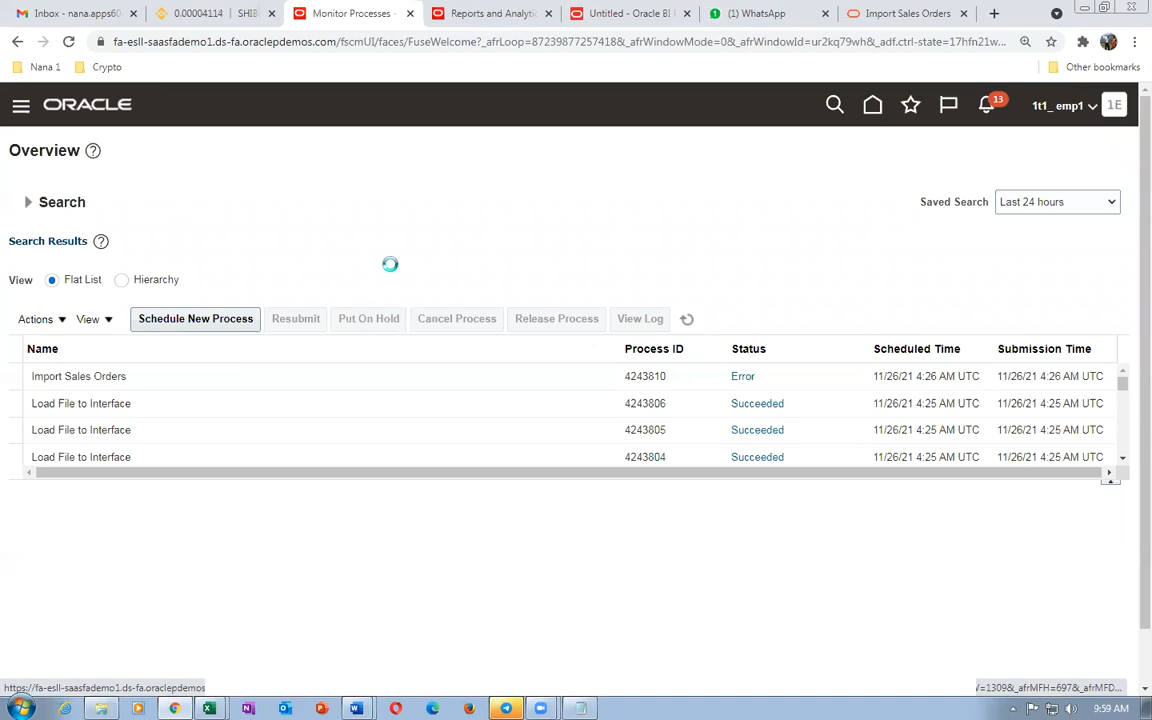 Inbox - nana.apps60
0.00004114 | SHIB
Monitor Processes -
Reports and Analytic
Untitled - Oracle BI
(1) WhatsApp
Import Sales Orders
fa-esll-saasfademo1.ds-fa.oraclepdemos.com/fscmUI/faces/FuseWelcome?_afrLoop=87239877257418&_afrWindowMode=0&_afrWindowId=ur2kq79wh&_adf.ctrl-state=17hfn21w...
Nana 1
Crypto
Other bookmarks
ORACLE
13
1t1_ emp1
1E
Overview
Search
Saved Search
Last 24 hours
Search Results
View
Flat List
Hierarchy
Actions
View
Schedule New Process
Resubmit
Put On Hold
Cancel Process
Release Process
View Log
Name Process ID Status Scheduled Time Submission Time
Import Sales Orders 4243810 Error 11/26/21 4:26 AM UTC 11/26/21 4:26 AM UTC
Load File to Interface 4243806 Succeeded 11/26/21 4:25 AM UTC 11/26/21 4:25 AM UTC
Load File to Interface 4243805 Succeeded 11/26/21 4:25 AM UTC 11/26/21 4:25 AM UTC
Load File to Interface 4243804 Succeeded 11/26/21 4:25 AM UTC 11/26/21 4:25 AM UTC
https://fa-esll-saasfademo1.ds-fa.oraclepdemos
=1309&_afrMFH=697&_afrMFD...
9:59 AM